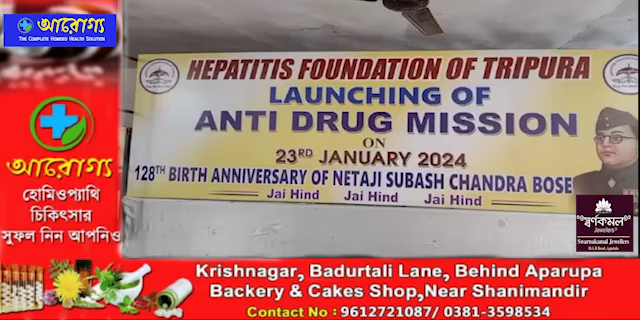 আরোগ্য
THE COMPLETE HOMOEO HEALTH SOLUTION
আরোগ্য
হোমিওপ্যাথি
চিকিৎসার
সুফল নিন আপনিও
HEPATITIS FOUNDATION OF TRIPURA
LAUNCHING OF
ANTI DRUG MISSION
ON
23RD JANUARY 2024
128TH BIRTH ANNIVERSARY OF NETAJI SUBASH CHANDRA BOSE
Jai Hind Jai Hind Jai Hind
স্বর্ণকমল
Jewellers
Swarnakamal Jewellers
H.G.B Road, Agartala
Krishnagar, Badurtali Lane, Behind Aparupa
Backery & Cakes Shop,Near Shanimandir
Contact No : 9612721087/ 0381-3598534